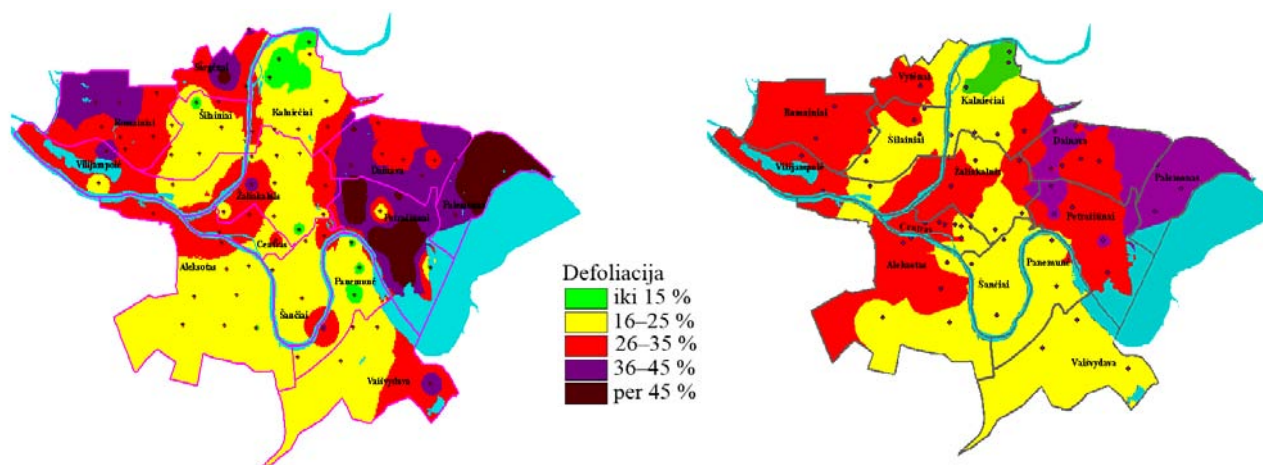 Romainiai
Šilainiai
Kalniečiai
Vilijampolė
Dainava
Žaliakalnis
Petrašiūnai
Palemonas
Centras
Aleksotas
Panemunė
Šančiai
Vaišvydava
Defoliacija
iki 15 %
16–25 %
26–35 %
36–45 %
per 45 %
Vytėnai
Kalniečiai
Romainiai
Šilainiai
Dainava
Vilijampolė
Žaliakalnis
Palemonas
Petrašiūnai
Centras
Aleksotas
Panemunė
Šančiai
Vaišvydava